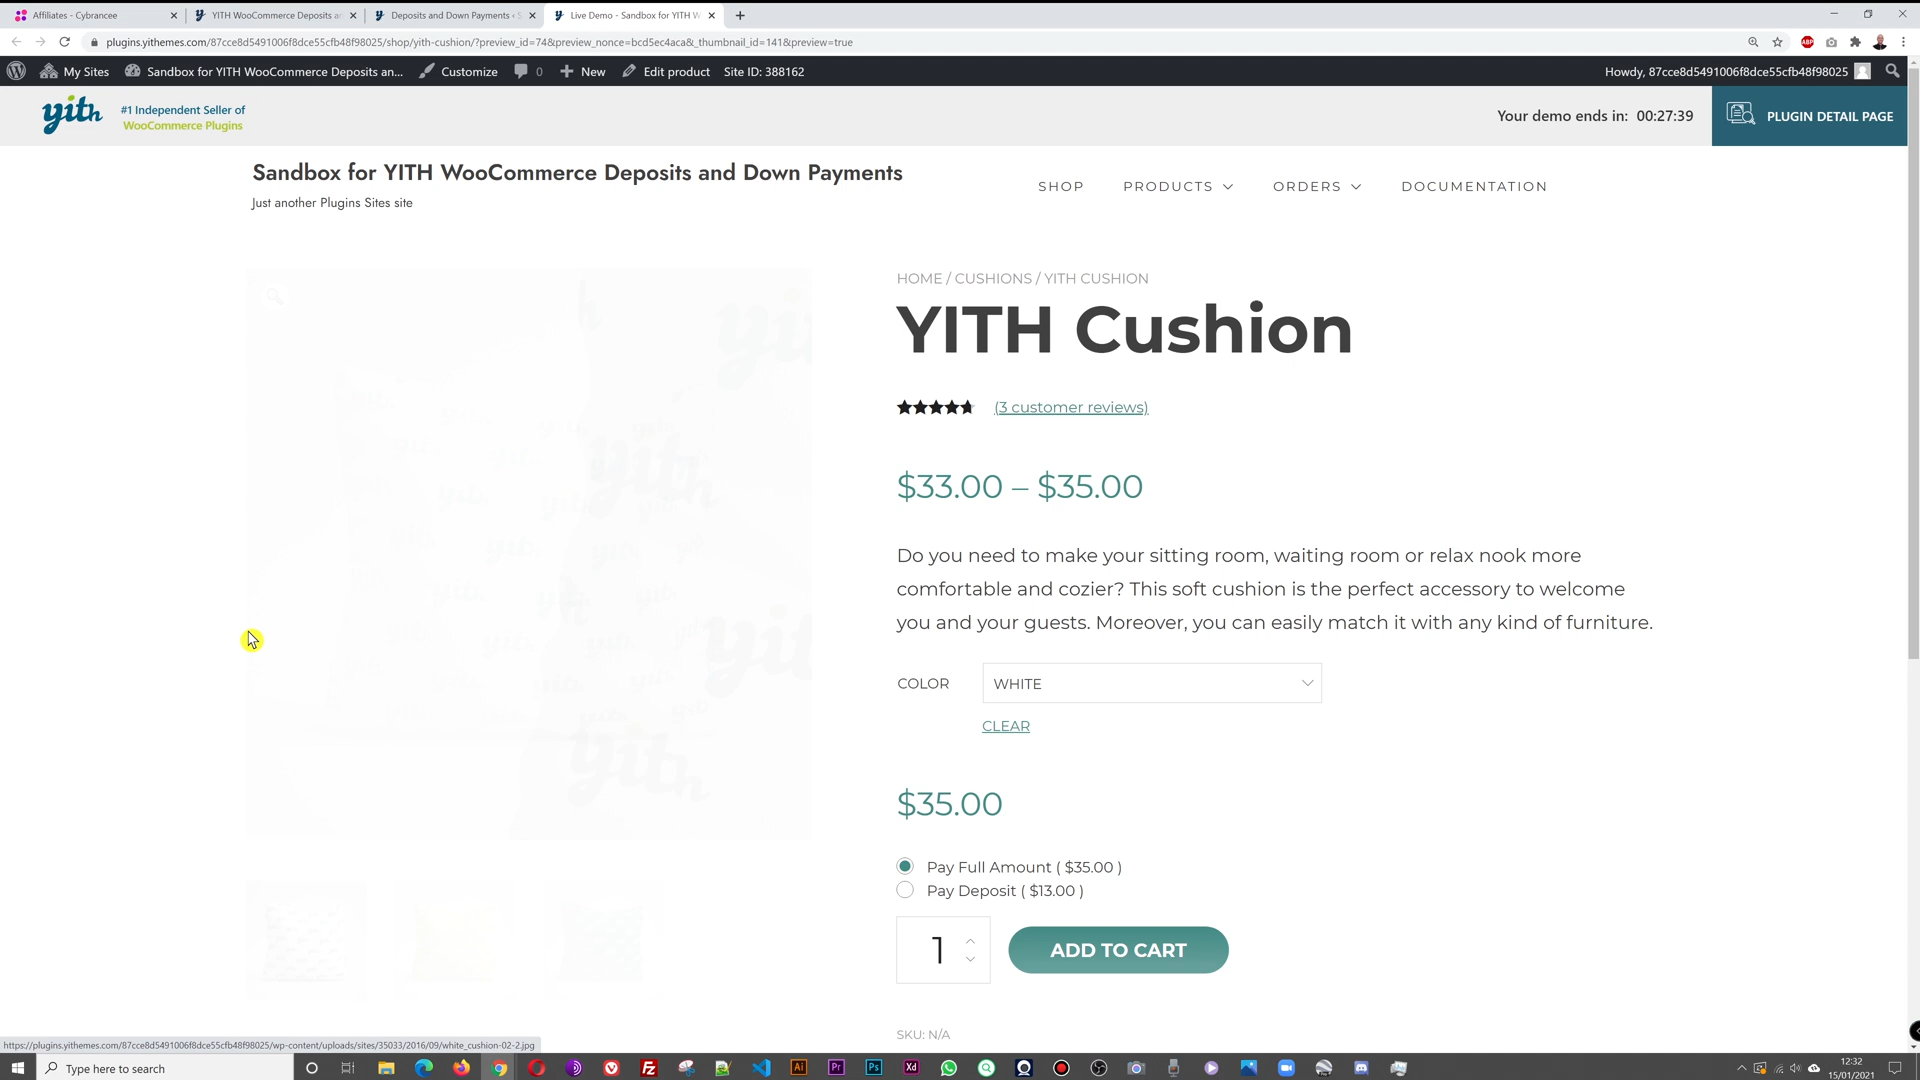 Affiliates - Cybrancee
YITH WooCommerce Deposits an
Deposits and Down Payments ‹ S
Live Demo - Sandbox for YITH W
plugins.yithemes.com/87cce8d5491006f8dce55cfb48f98025/shop/yith-cushion/?preview_id=74&preview_nonce=bcd5ec4aca&_thumbnail_id=141&preview=true
My Sites
Sandbox for YITH WooCommerce Deposits an...
Customize
0
New
Edit product
Site ID: 388162
Howdy, 87cce8d5491006f8dce55cfb48f98025
yith
#1 Independent Seller of
WooCommerce Plugins
Your demo ends in: 00:27:39
PLUGIN DETAIL PAGE
Sandbox for YITH WooCommerce Deposits and Down Payments
Just another Plugins Sites site
SHOP
PRODUCTS
ORDERS
DOCUMENTATION
HOME / CUSHIONS / YITH CUSHION
YITH Cushion
(3 customer reviews)
$33.00 – $35.00
Do you need to make your sitting room, waiting room or relax nook more
comfortable and cozier? This soft cushion is the perfect accessory to welcome
you and your guests. Moreover, you can easily match it with any kind of furniture.
COLOR
WHITE
CLEAR
$35.00
Pay Full Amount ( $35.00 )
Pay Deposit ( $13.00 )
1
ADD TO CART
SKU: N/A
https://plugins.yithemes.com/87cce8d5491006f8dce55cfb48f98025/wp-content/uploads/sites/35033/2016/09/white_cushion-02-2.jpg
Type here to search
12:32
15/01/2021